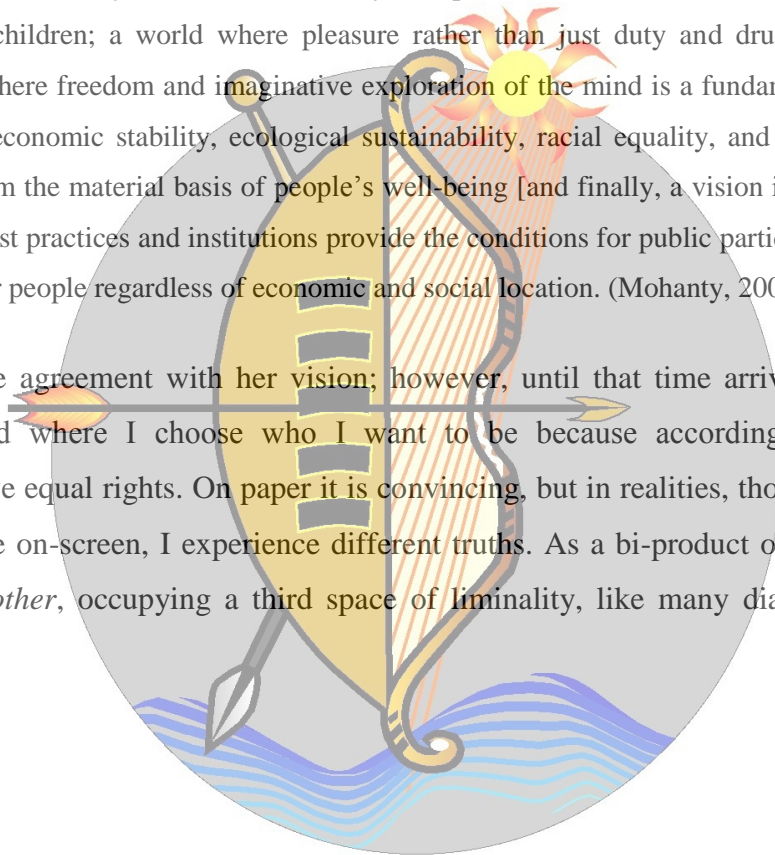 children; a world where pleasure rather than just duty and dru
here freedom and imaginative exploration of the mind is a fundam
economic stability, ecological sustainability, racial equality, and
m the material basis of people's well-being [and finally, a vision i
st practices and institutions provide the conditions for public partic
r people regardless of economic and social location. (Mohanty, 200
e agreement with her vision; however, until that time arriv
d where I choose who I want to be because according
ve equal rights. On paper it is convincing, but in realities, tho
e on-screen, I experience different truths. As a bi-product o
other, occupying a third space of liminality, like many dia